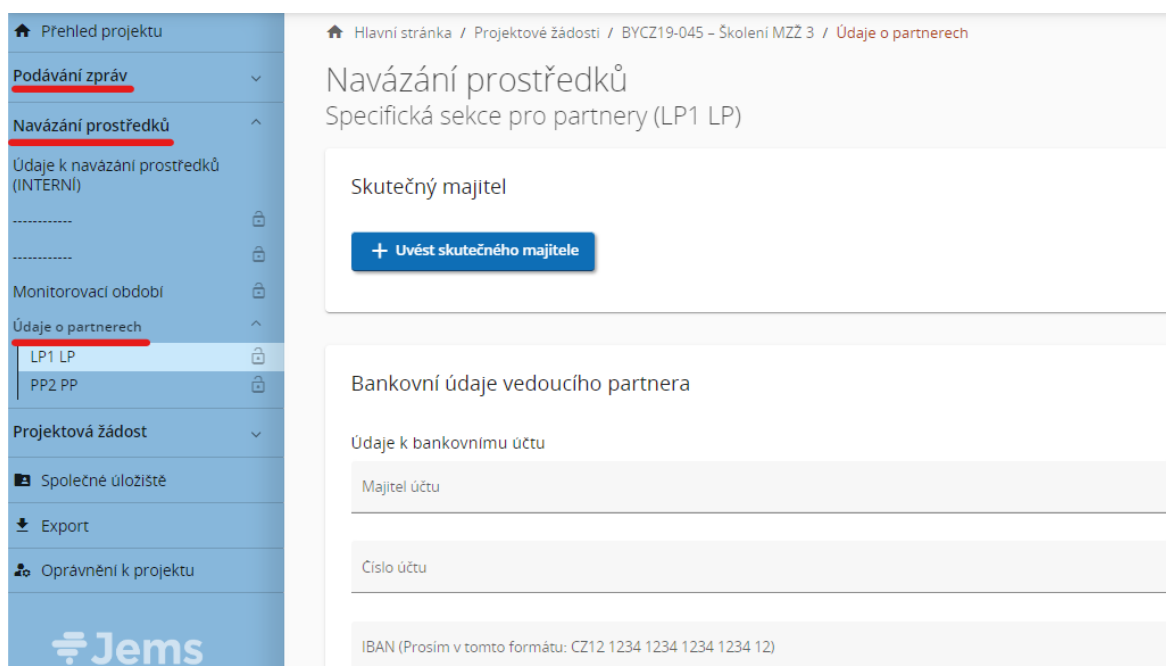 Přehled projektu
Podávání zpráv
Navázání prostředků
Údaje k navázání prostředků
(INTERNÍ)
------------
------------
Monitorovací období
Údaje o partnerech
LP1 LP
PP2 PP
Projektová žádost
Společné úložiště
Export
Oprávnění k projektu
Jems
Hlavní stránka / Projektové žádosti / BYCZ19-045 – Školení MZŽ 3 / Údaje o partnerech
Navázání prostředků
Specifická sekce pro partnery (LP1 LP)
Skutečný majitel
+ Uvést skutečného majitele
Bankovní údaje vedoucího partnera
Údaje k bankovnímu účtu
Majitel účtu
Číslo účtu
IBAN (Prosím v tomto formátu: CZ12 1234 1234 1234 1234 12)